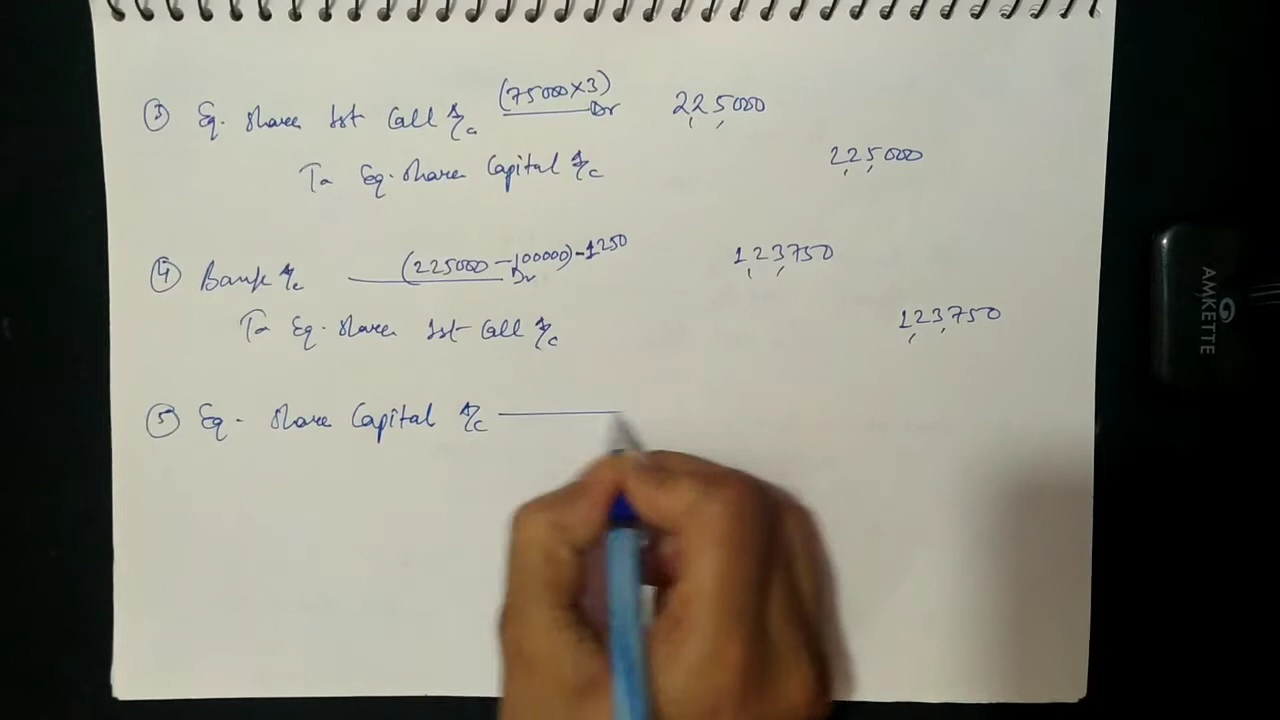 (75000×3)
③ Eq. Share 1st Call A/c Dr 225000
To Eq. Share Capital A/c 225000
(225000 - 100000) - 1250
④ Bank A/c Dr 123750
To Eq. Share 1st Call A/c 123750
⑤ Eq. Share Capital A/c
AMKETTE